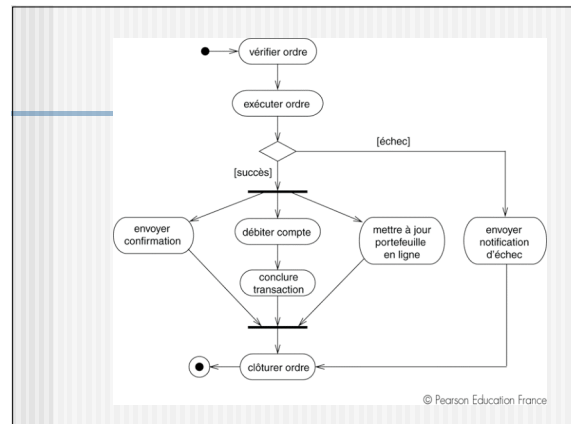 vérifier ordre
exécuter ordre
[échec]
[succès]
envoyer
confirmation
débiter compte
mettre à jour
portefeuille
en ligne
envoyer
notification
d'échec
conclure
transaction
clôturer ordre
© Pearson Education France